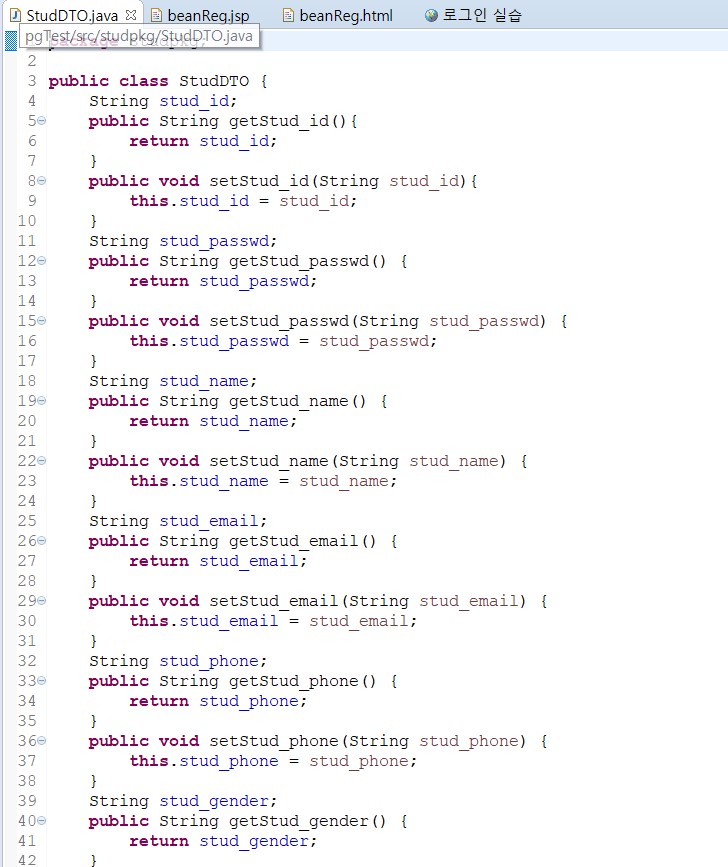 StudDTO.java beanReg.jsp beanReg.html 로그인 실습
pgTest/src/studpkg/StudDTO.java
2
3 public class StudDTO {
4 String stud_id;
5 public String getStud_id(){
6 return stud_id;
7 }
8 public void setStud_id(String stud_id){
9 this.stud_id = stud_id;
10 }
11 String stud_passwd;
12 public String getStud_passwd() {
13 return stud_passwd;
14 }
15 public void setStud_passwd(String stud_passwd) {
16 this.stud_passwd = stud_passwd;
17 }
18 String stud_name;
19 public String getStud_name() {
20 return stud_name;
21 }
22 public void setStud_name(String stud_name) {
23 this.stud_name = stud_name;
24 }
25 String stud_email;
26 public String getStud_email() {
27 return stud_email;
28 }
29 public void setStud_email(String stud_email) {
30 this.stud_email = stud_email;
31 }
32 String stud_phone;
33 public String getStud_phone() {
34 return stud_phone;
35 }
36 public void setStud_phone(String stud_phone) {
37 this.stud_phone = stud_phone;
38 }
39 String stud_gender;
40 public String getStud_gender() {
41 return stud_gender;
42 }